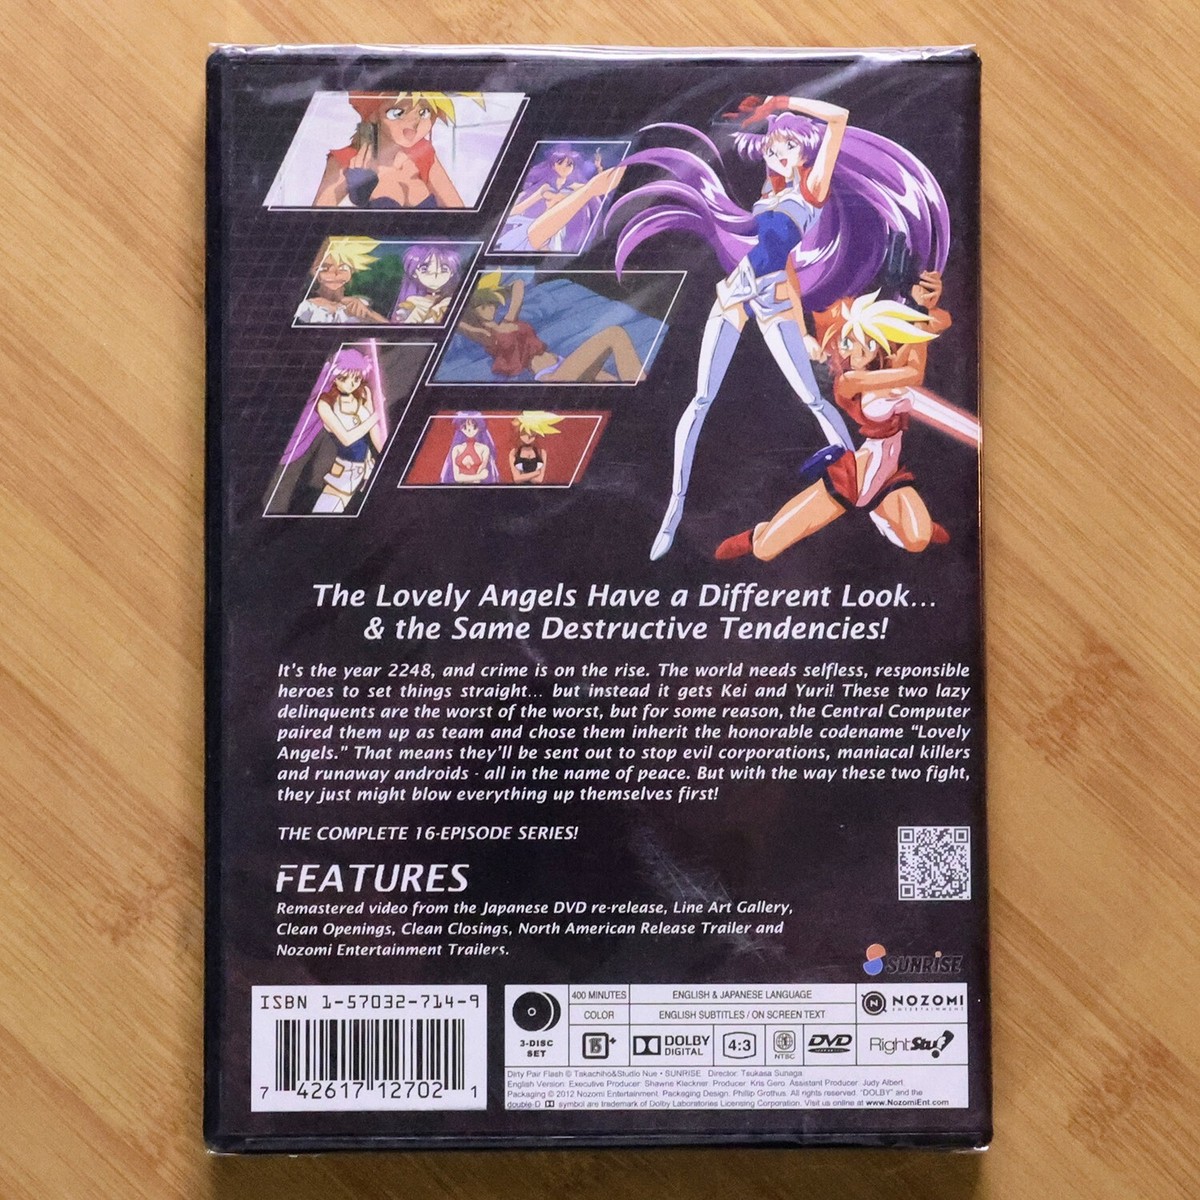 The Lovely Angels Have a Different Look...
& the Same Destructive Tendencies!
It's the year 2248, and crime is on the rise. The world needs selfless, responsible
heroes to set things straight... but instead it gets Kei and Yuri! These two lazy
delinquents are the worst of the worst, but for some reason, the Central Computer
paired them up as team and chose them inherit the honorable codename "Lovely
Angels." That means they'll be sent out to stop evil corporations, maniacal killers
and runaway androids - all in the name of peace. But with the way these two fight,
they just might blow everything up themselves first!
THE COMPLETE 16-EPISODE SERIES!
FEATURES
Remastered video from the Japanese DVD re-release, Line Art Gallery,
Clean Openings, Clean Closings, North American Release Trailer and
Nozomi Entertainment Trailers.
SUNRISE
ISBN 1-57032-714-9
7 42617 12702 1
3-DISC
SET
400 MINUTES
COLOR
ENGLISH & JAPANESE LANGUAGE
ENGLISH SUBTITLES / ON SCREEN TEXT
15+
DOLBY
DIGITAL
4:3
NTSC
DVD
NOZOMI
ENTERTAINMENT
Right Stuf?
Dirty Pair Flash © Takachiho&Studio Nue • SUNRISE Director: Tsukasa Sunaga
English Version: Executive Producer: Shawne Kleckner Producer: Kris Gero Assistant Producer: Judy Albert
Packaging © 2012 Nozomi Entertainment. Packaging Design: Phillip Grothus. All rights reserved. "DOLBY" and the
double-D symbol are trademark of Dolby Laboratories Licensing Corporation. Visit us online at www.NozomiEnt.com